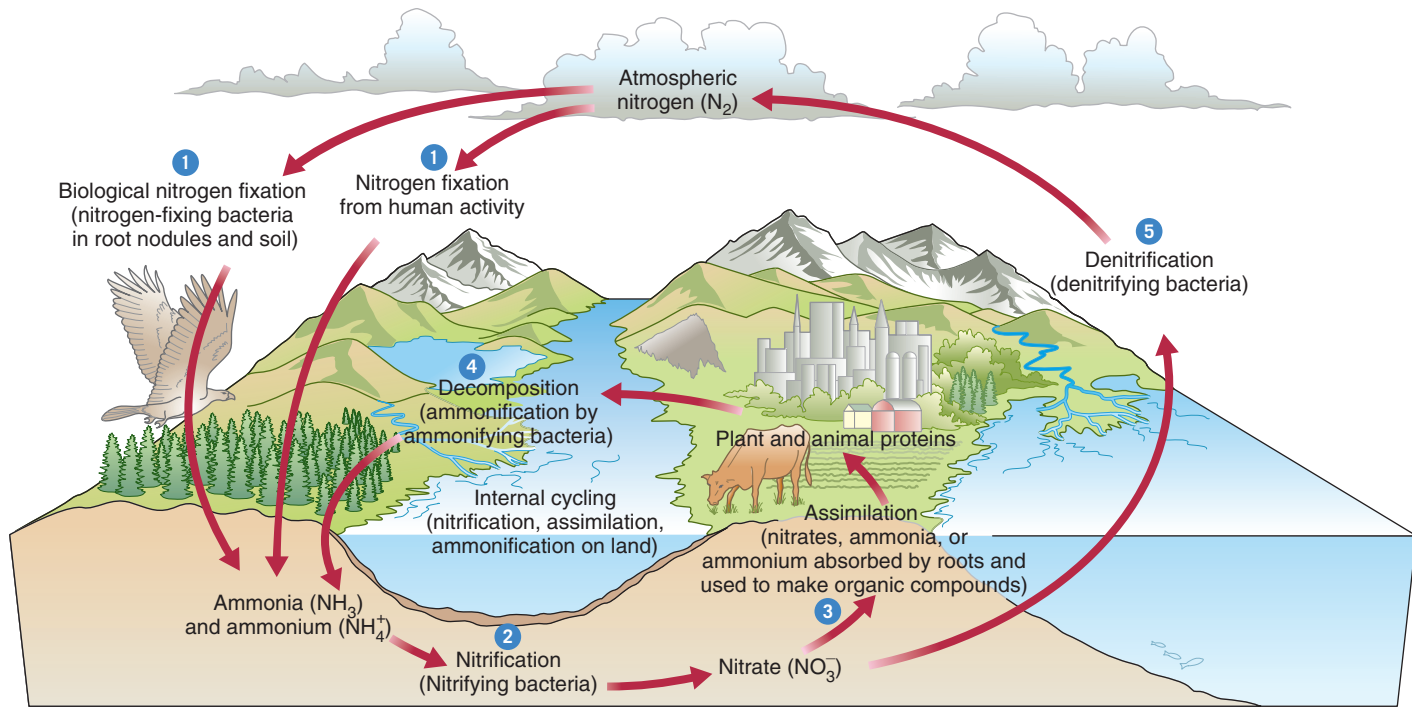 Atmospheric
nitrogen (N₂)
1
Biological nitrogen fixation
(nitrogen-fixing bacteria
in root nodules and soil)
1
Nitrogen fixation
from human activity
5
Denitrification
(denitrifying bacteria)
4
Decomposition
(ammonification by
ammonifying bacteria)
Plant and animal proteins
Internal cycling
(nitrification, assimilation,
ammonification on land)
Assimilation
(nitrates, ammonia, or
ammonium absorbed by roots and
used to make organic compounds)
3
Ammonia (NH₃)
and ammonium (NH₄⁺)
2
Nitrification
(Nitrifying bacteria)
Nitrate (NO₃⁻)